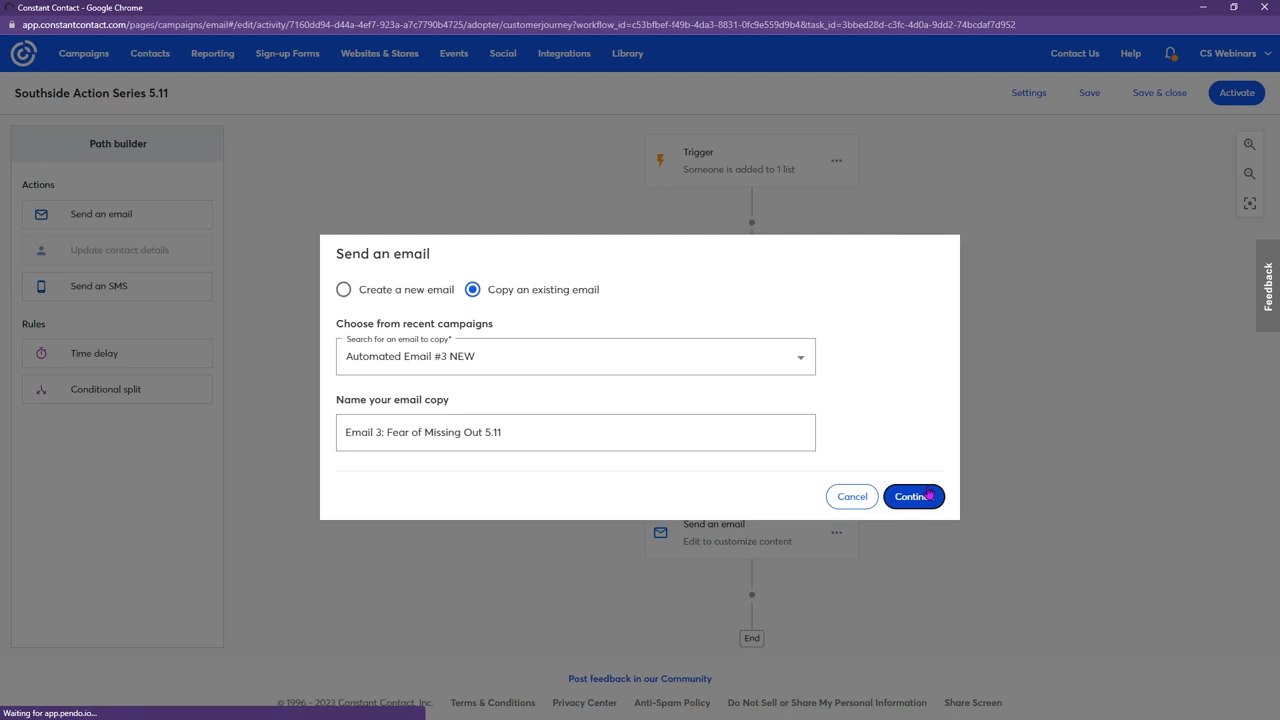 Constant Contact - Google Chrome
app.constantcontact.com/pages/campaigns/email#/edit/activity/7160dd94-d44a-4ef7-923a-a7c7790b4725/adopter/customerjourney?workflow_id=c53bfbef-f49b-4da3-8831-0fc9e559d9b4&task_id=3bbed28d-c3fc-4d0a-9dd2-74bcdaf7d952
Campaigns Contacts Reporting Sign-up Forms Websites & Stores Events Social Integrations Library Contact Us Help CS Webinars
Southside Action Series 5.11 Settings Save Save & close Activate
Path builder
Actions
Send an email
Update contact details
Send an SMS
Rules
Time delay
Conditional split
Trigger
Someone is added to 1 list
Send an email
Create a new email Copy an existing email
Choose from recent campaigns
Search for an email to copy*
Automated Email #3 NEW
Name your email copy
Email 3: Fear of Missing Out 5.11
Cancel Continue
Send an email
Edit to customize content
End
Feedback
Post feedback in our Community
© 1996 - 2023 Constant Contact, Inc. Terms & Conditions Privacy Center Anti-Spam Policy Do Not Sell or Share My Personal Information Share Screen
Waiting for app.pendo.io...